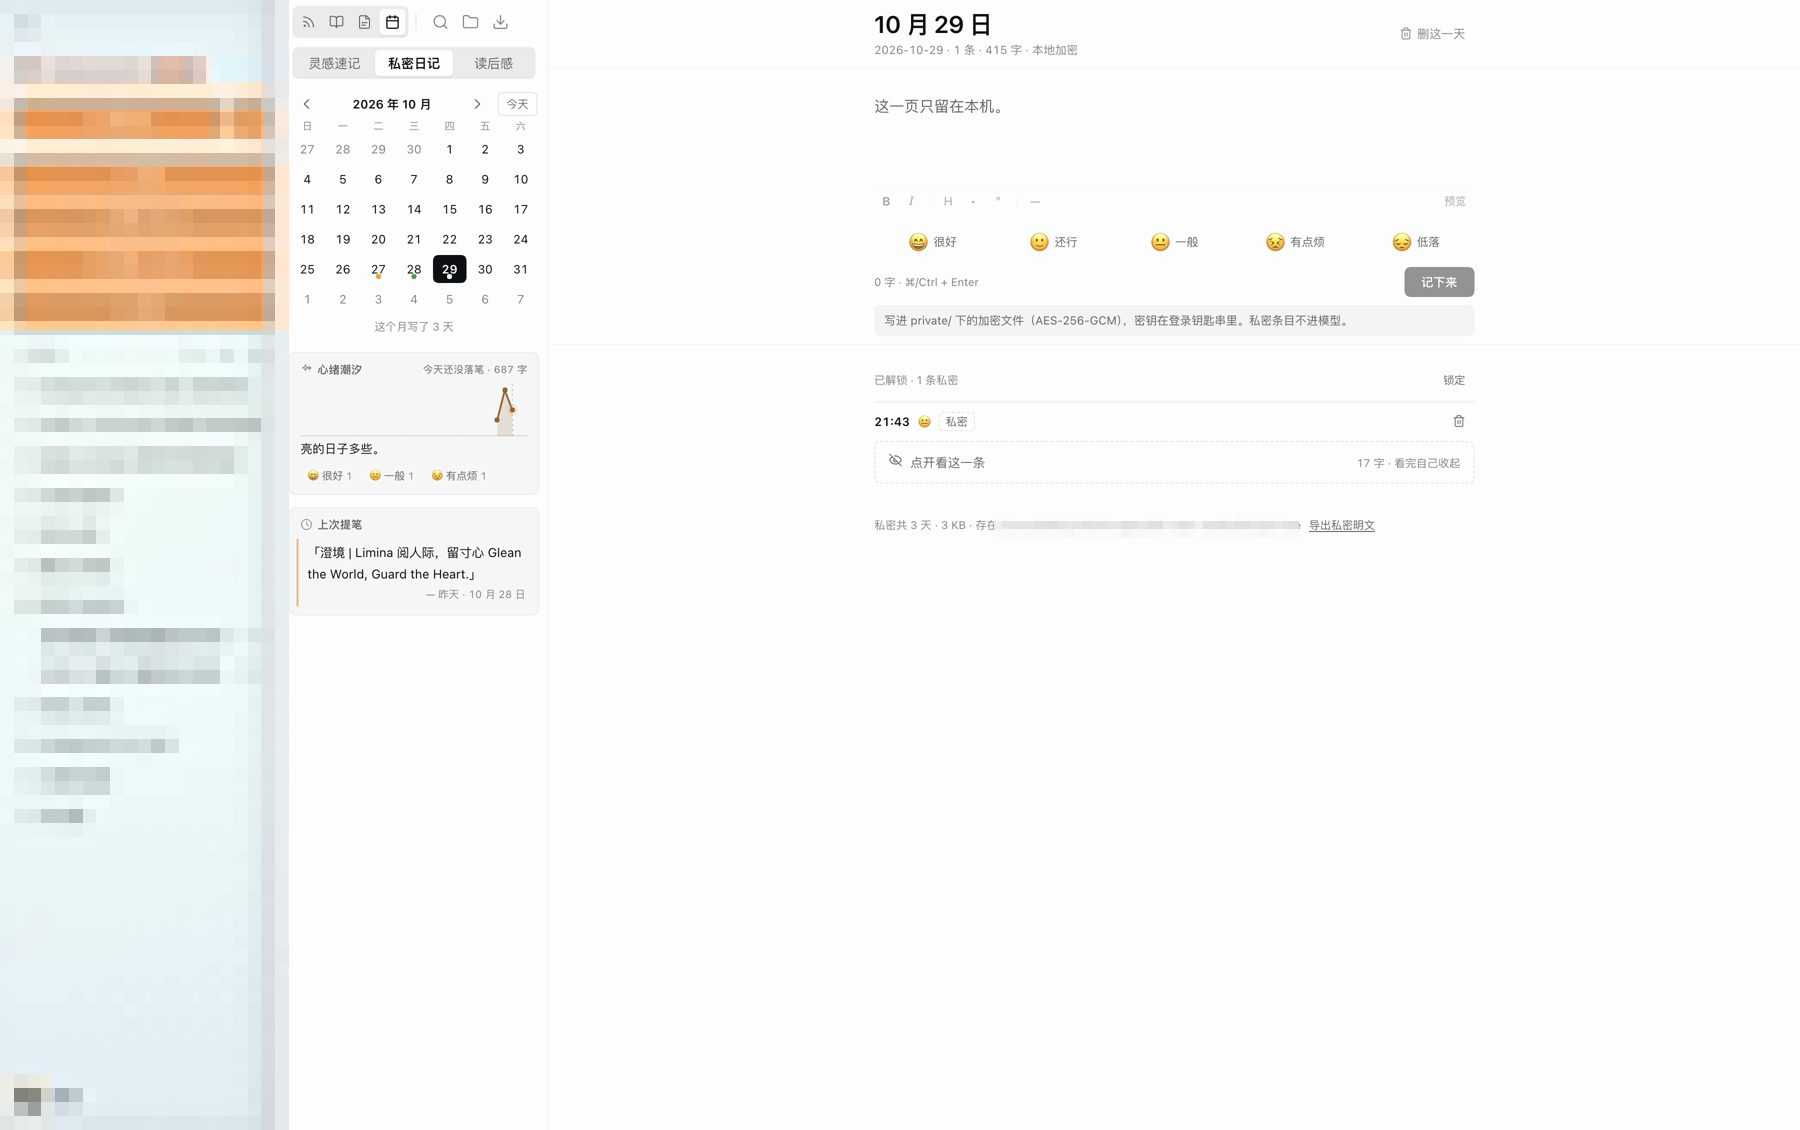 灵感速记 私密日记 读后感
2026 年 10 月 今天
日 一 二 三 四 五 六
27 28 29 30 1 2 3
4 5 6 7 8 9 10
11 12 13 14 15 16 17
18 19 20 21 22 23 24
25 26 27 28 29 30 31
1 2 3 4 5 6 7
这个月写了 3 天
心绪潮汐 今天还没落笔 · 687 字
亮的日子多些。
很好 1 一般 1 有点烦 1
上次提笔
「澄境 | Limina 阅人际，留寸心 Glean
the World, Guard the Heart.」
— 昨天 · 10 月 28 日
10 月 29 日
2026-10-29 · 1 条 · 415 字 · 本地加密
删这一天
这一页只留在本机。
B I H • " — 预览
很好 还行 一般 有点烦 低落
0 字 · ⌘/Ctrl + Enter 记下来
写进 private/ 下的加密文件（AES-256-GCM），密钥在登录钥匙串里。私密条目不进模型。
已解锁 · 1 条私密 锁定
21:43 私密
点开看这一条 17 字 · 看完自己收起
私密共 3 天 · 3 KB · 存在 导出私密明文